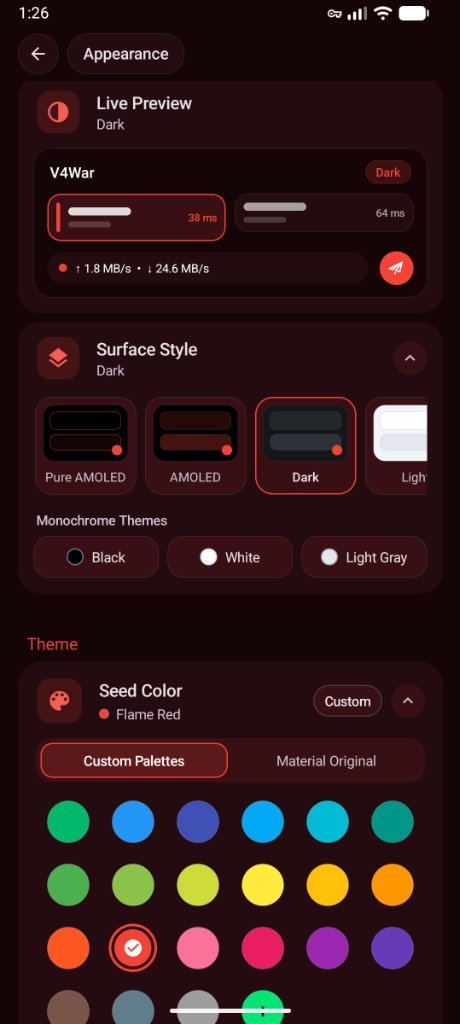 1:26
Appearance
Live Preview
Dark
V4War
Dark
38 ms
64 ms
↑ 1.8 MB/s • ↓ 24.6 MB/s
Surface Style
Dark
Pure AMOLED
AMOLED
Dark
Light
Monochrome Themes
Black
White
Light Gray
Theme
Seed Color
Flame Red
Custom
Custom Palettes
Material Original